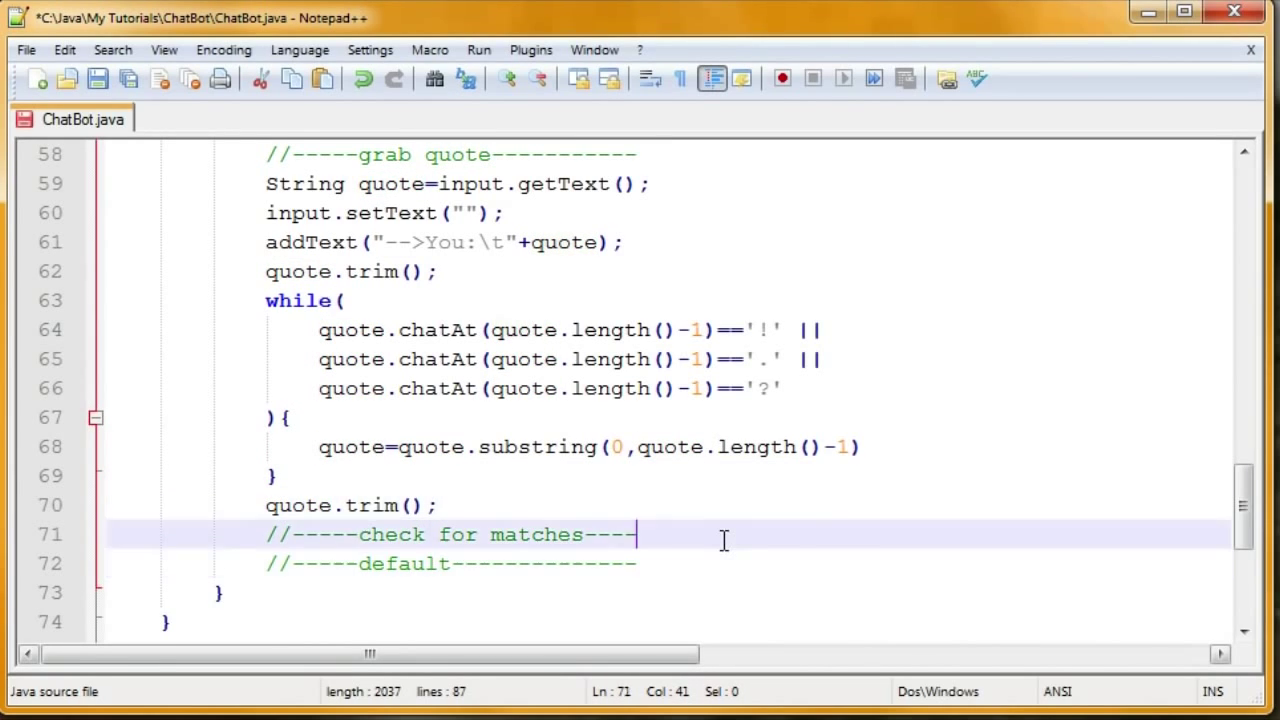 *C:\Java\My Tutorials\ChatBot\ChatBot.java - Notepad++
File Edit Search View Encoding Language Settings Macro Run Plugins Window ? X
ABC
ChatBot.java
58 //-----grab quote-----------
59 String quote=input.getText();
60 input.setText("");
61 addText("-->You:\t"+quote);
62 quote.trim();
63 while(
64 quote.chatAt(quote.length()-1)=='!' ||
65 quote.chatAt(quote.length()-1)=='.' ||
66 quote.chatAt(quote.length()-1)=='?'
67 ){
68 quote=quote.substring(0,quote.length()-1)
69 }
70 quote.trim();
71 //-----check for matches----
72 //-----default--------------
73 }
74 }
Java source file length : 2037 lines : 87 Ln : 71 Col : 41 Sel : 0 Dos\Windows ANSI INS